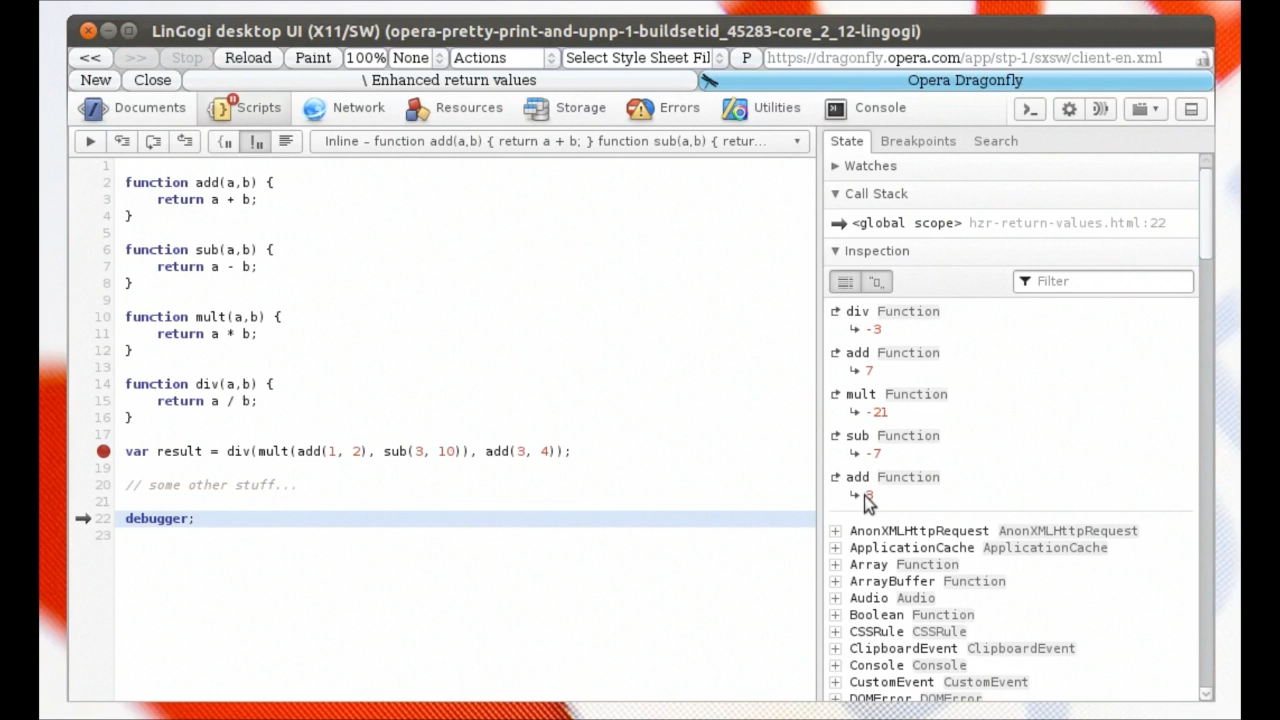 LinGogi desktop UI (X11/SW) (opera-pretty-print-and-upnp-1-buildsetid_45283-core_2_12-lingogi)
<< >> Stop Reload Paint 100% None Actions Select Style Sheet Fil P https://dragonfly.opera.com/app/stp-1/sxsw/client-en.xml
New Close \ Enhanced return values Opera Dragonfly
Documents Scripts Network Resources Storage Errors Utilities Console
Inline – function add(a,b) { return a + b; } function sub(a,b) { retur...
State Breakpoints Search
1
2 function add(a,b) {
3 return a + b;
4 }
5
6 function sub(a,b) {
7 return a - b;
8 }
9
10 function mult(a,b) {
11 return a * b;
12 }
13
14 function div(a,b) {
15 return a / b;
16 }
17
var result = div(mult(add(1, 2), sub(3, 10)), add(3, 4));
19
20 // some other stuff...
21
22 debugger;
23
Watches
Call Stack
<global scope> hzr-return-values.html:22
Inspection
Filter
div Function
-3
add Function
7
mult Function
-21
sub Function
-7
add Function
3
AnonXMLHttpRequest AnonXMLHttpRequest
ApplicationCache ApplicationCache
Array Function
ArrayBuffer Function
Audio Audio
Boolean Function
CSSRule CSSRule
ClipboardEvent ClipboardEvent
Console Console
CustomEvent CustomEvent
DOMError DOMError